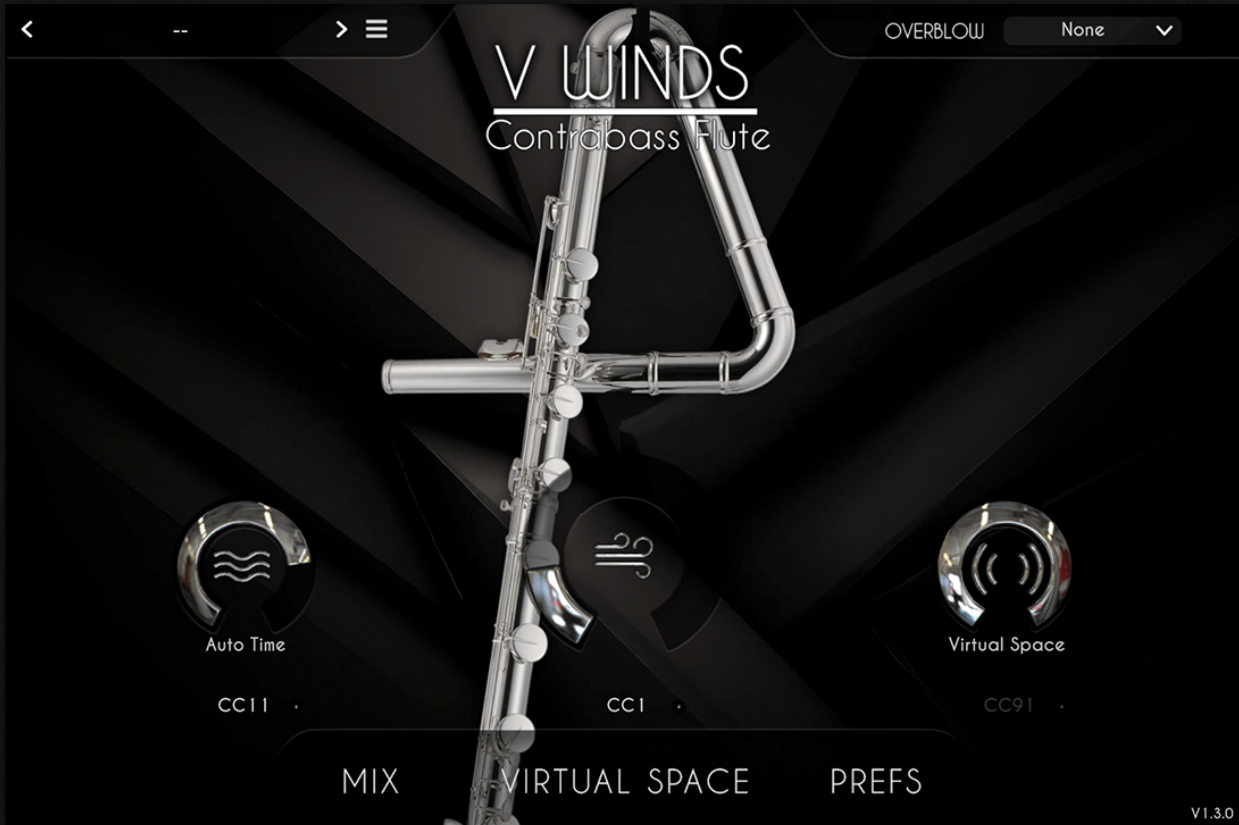 --
OVERBLOW None
V WINDS
Contrabass Flute
Auto Time
Virtual Space
CC11
CC1
CC91
MIX
VIRTUAL SPACE
PREFS
V1.3.0